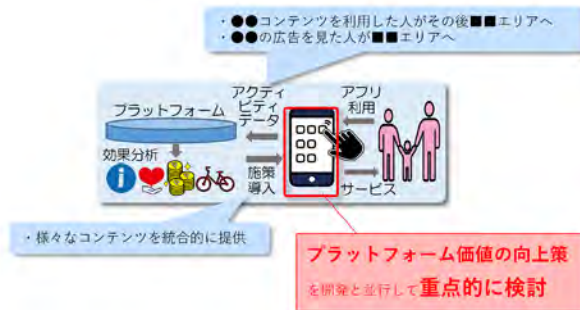 ・●●コンテンツを利用した人がその後■■エリアへ
・●●の広告を見た人が■■エリアへ
アクティ
ビティ
データ
アプリ
利用
プラットフォーム
効果分析
施策
導入
サービス
・様々なコンテンツを統合的に提供
プラットフォーム価値の向上策
を開発と並行して重点的に検討